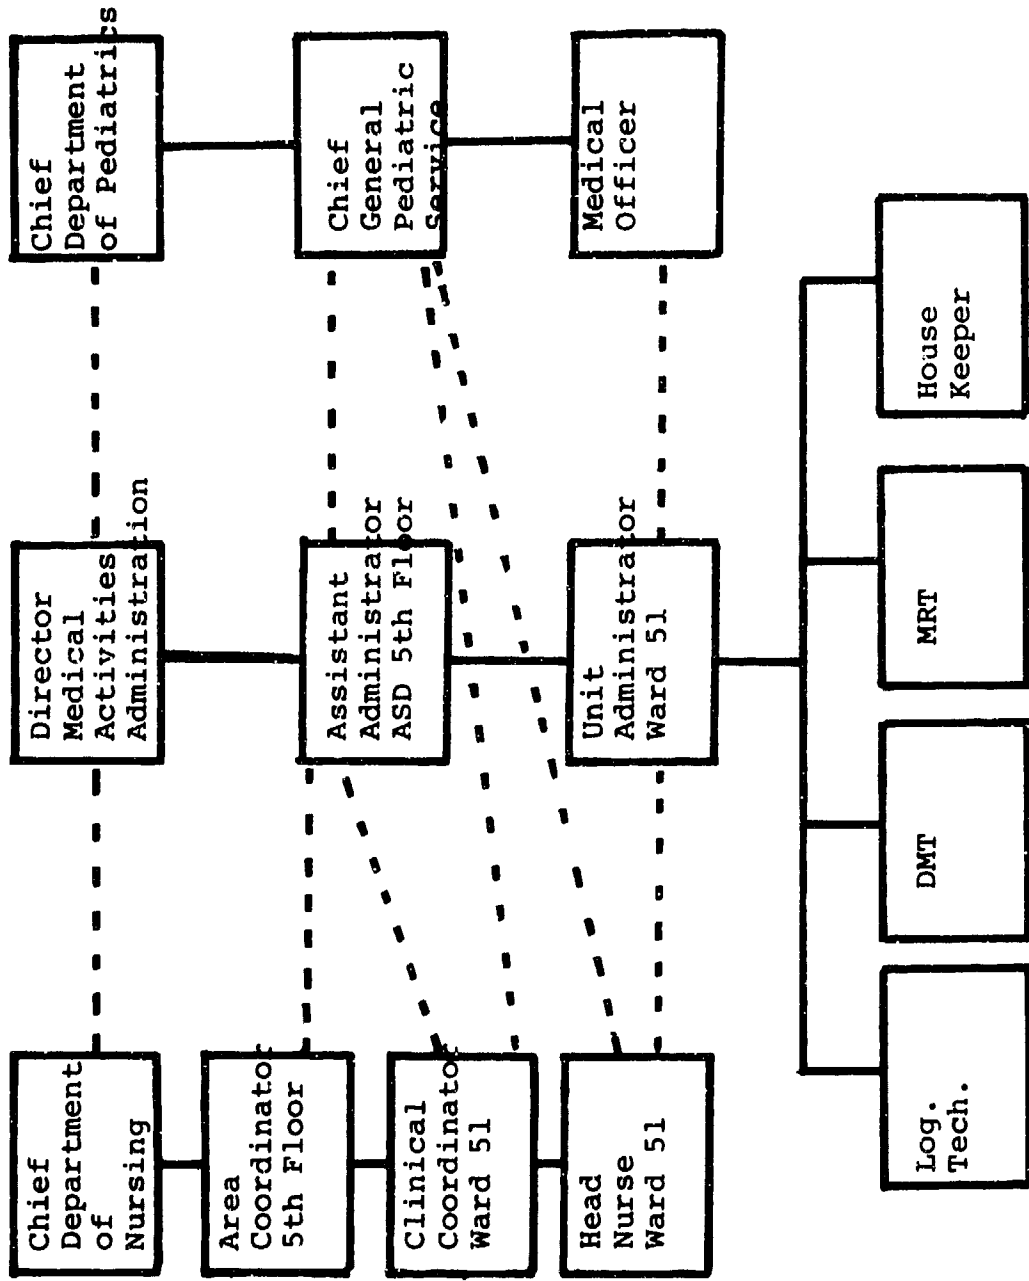 Chief
Department
of
Nursing
Director
Medical
Activities
Administration
Chief
Department
of Pediatrics
Area
Coordinator
5th Floor
Assistant
Administrator
ASD 5th Floor
Chief
General
Pediatric
Service
Clinical
Coordinator
Ward 51
Head
Nurse
Ward 51
Unit
Administrator
Ward 51
Medical
Officer
Log.
Tech.
DMT
MRT
House
Keeper